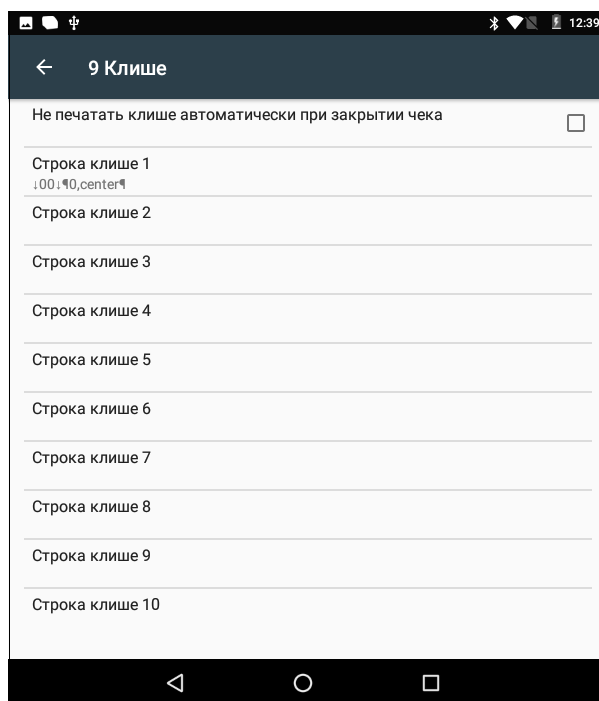 12:39
9 Клише
Не печатать клише автоматически при закрытии чека
Строка клише 1
↓00↓¶0,center¶
Строка клише 2
Строка клише 3
Строка клише 4
Строка клише 5
Строка клише 6
Строка клише 7
Строка клише 8
Строка клише 9
Строка клише 10